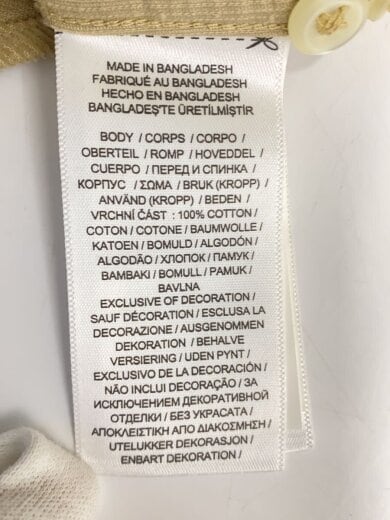 MADE IN BANGLADESH
FABRIQUÉ AU BANGLADESH
HECHO EN BANGLADESH
BANGLADEŞ'TE ÜRETİLMİŞTİR
BODY / CORPS / CORPO /
OBERTEIL / ROMP / HOVEDDEL /
CUERPO / ПЕРЕД И СПИНКА /
КОРПУС / ΣΩΜΑ / BRUK (KROPP) /
ANVÄND (KROPP) / BEDEN /
VRCHNÍ ČÁST : 100% COTTON /
COTON / COTONE / BAUMWOLLE /
KATOEN / BOMULD / ALGODÓN /
ALGODÃO / ХЛОПОК / ПАМУК /
BAMBAKI / BOMULL / PAMUK /
BAVLNA
EXCLUSIVE OF DECORATION /
SAUF DÉCORATION / ESCLUSA LA
DECORAZIONE / AUSGENOMMEN
DEKORATION / BEHALVE
VERSIERING / UDEN PYNT /
EXCLUSIVO DE LA DECORACIÓN /
NÃO INCLUI DECORAÇÃO / ЗА
ИСКЛЮЧЕНИЕМ ДЕКОРАТИВНОЙ
ОТДЕЛКИ / БЕЗ УКРАСАТА /
ΑΠΟΚΛΕΙΣΤΙΚΗ ΑΠΟ ΔΙΑΚΟΣΜΗΣΗ /
UTELUKKER DEKORASJON /
ENBART DEKORATION /